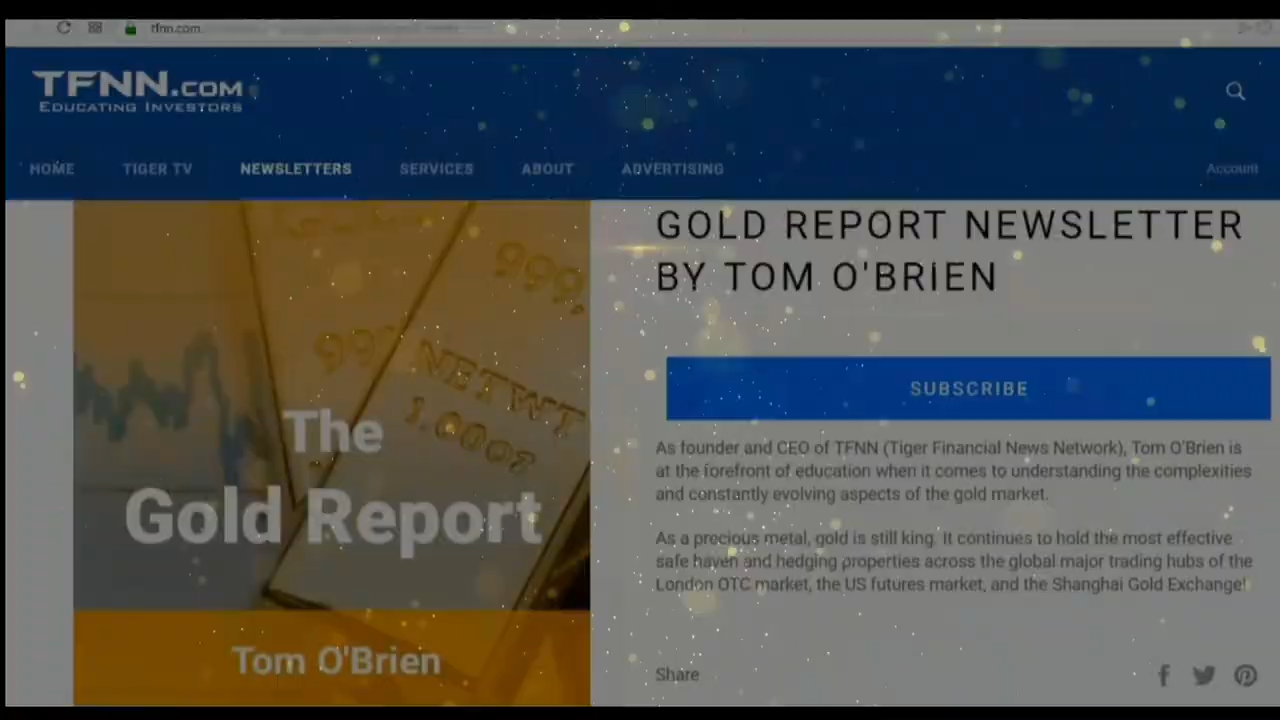 tfnn.com
TFNN.COM
EDUCATING INVESTORS
HOME TIGER TV NEWSLETTERS SERVICES ABOUT ADVERTISING Account
GOLD REPORT NEWSLETTER
BY TOM O'BRIEN
999,
99
NETWT
1.000z
The
Gold Report
Tom O'Brien
SUBSCRIBE
As founder and CEO of TFNN (Tiger Financial News Network), Tom O'Brien is
at the forefront of education when it comes to understanding the complexities
and constantly evolving aspects of the gold market.
As a precious metal, gold is still king. It continues to hold the most effective
safe haven and hedging properties across the global major trading hubs of the
London OTC market, the US futures market, and the Shanghai Gold Exchange!
Share